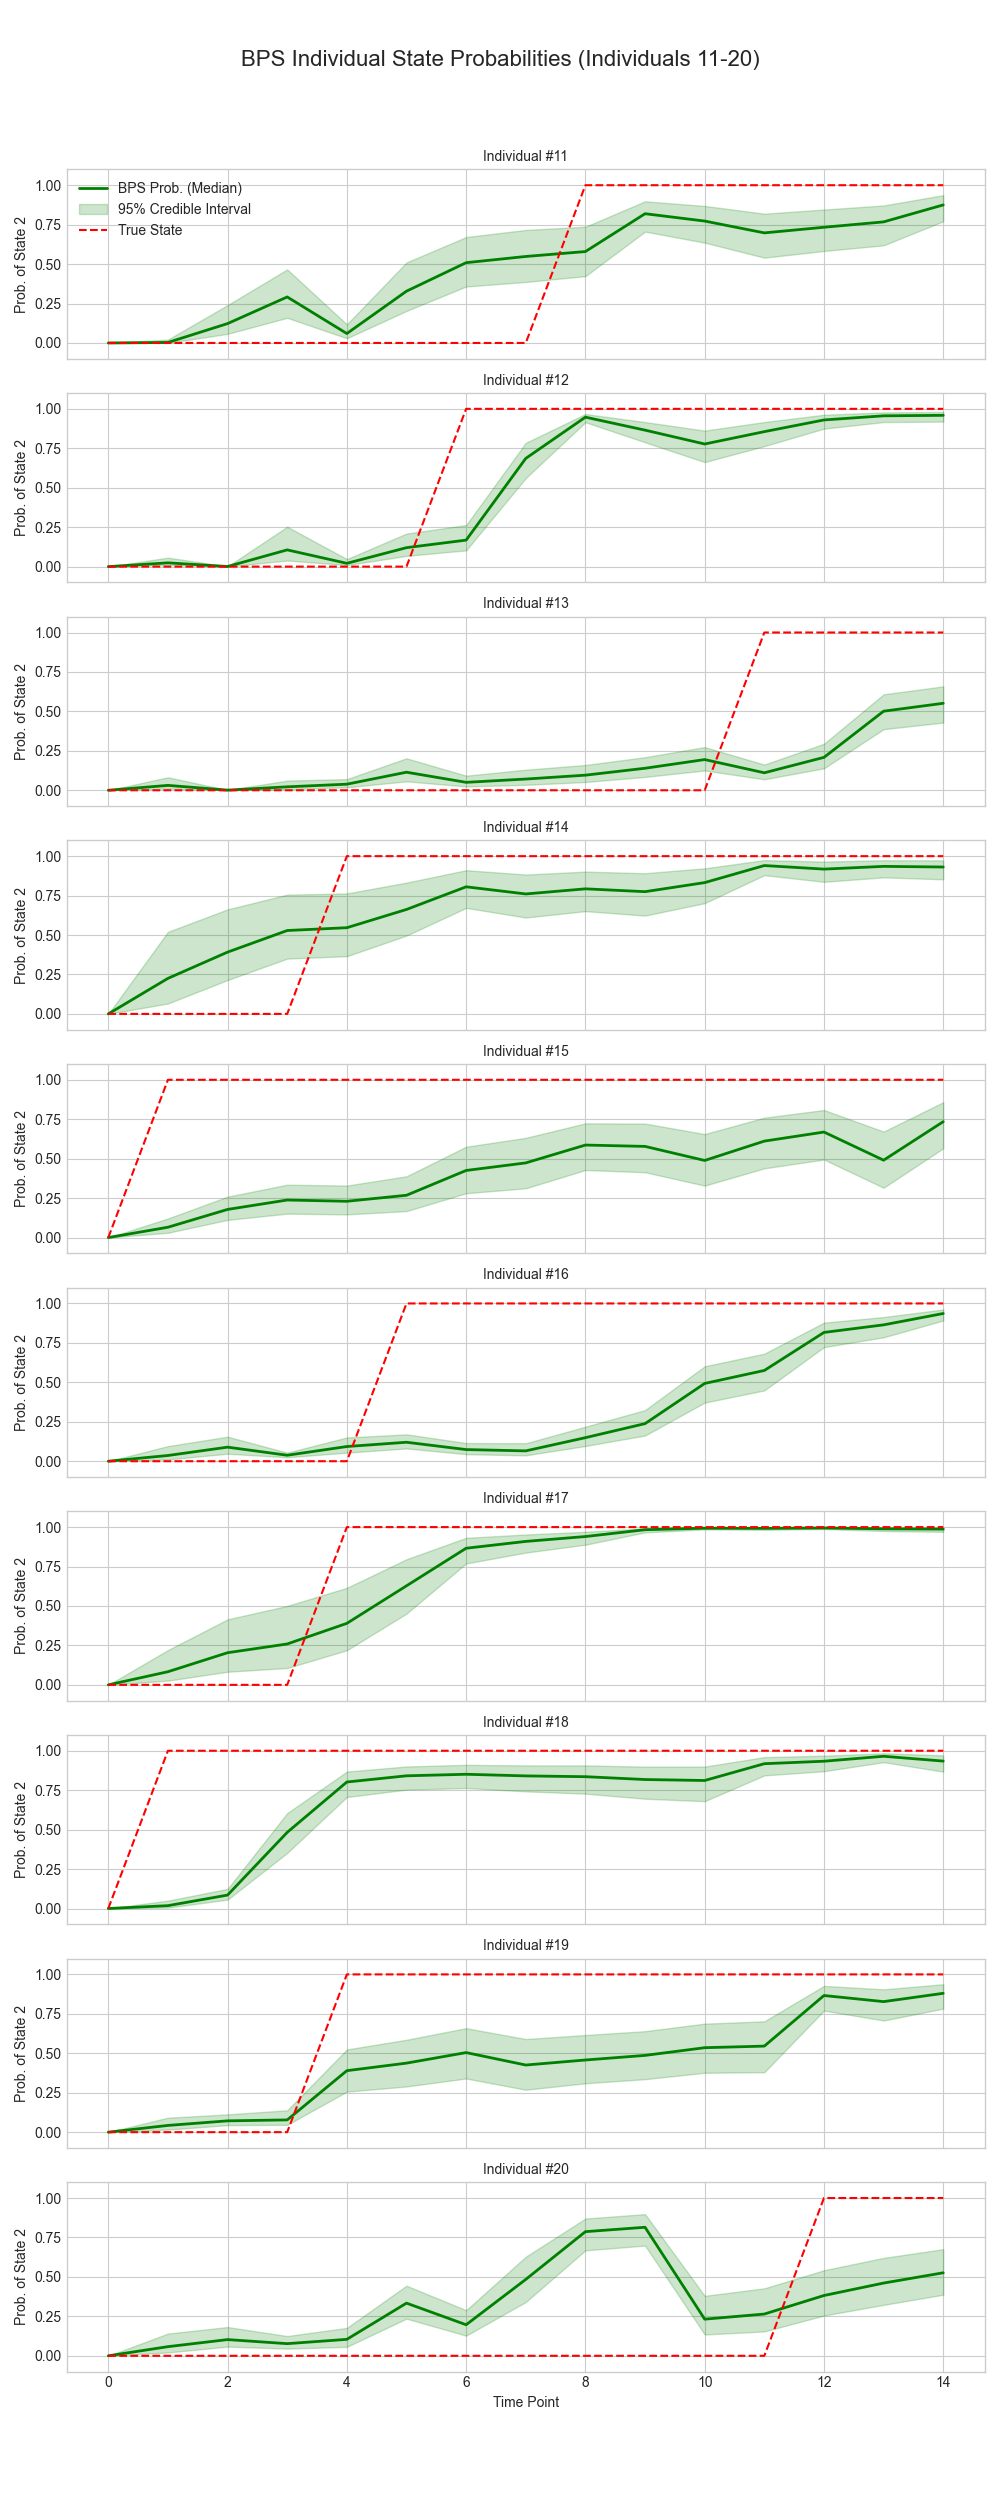 BPS Individual State Probabilities (Individuals 11-20)
Individual #11
1.00
0.75
0.50
0.25
0.00
Prob. of State 2
BPS Prob. (Median)
95% Credible Interval
True State
Individual #12
1.00
0.75
0.50
0.25
0.00
Prob. of State 2
Individual #13
1.00
0.75
0.50
0.25
0.00
Prob. of State 2
Individual #14
1.00
0.75
0.50
0.25
0.00
Prob. of State 2
Individual #15
1.00
0.75
0.50
0.25
0.00
Prob. of State 2
Individual #16
1.00
0.75
0.50
0.25
0.00
Prob. of State 2
Individual #17
1.00
0.75
0.50
0.25
0.00
Prob. of State 2
Individual #18
1.00
0.75
0.50
0.25
0.00
Prob. of State 2
Individual #19
1.00
0.75
0.50
0.25
0.00
Prob. of State 2
Individual #20
1.00
0.75
0.50
0.25
0.00
Prob. of State 2
0 2 4 6 8 10 12 14
Time Point